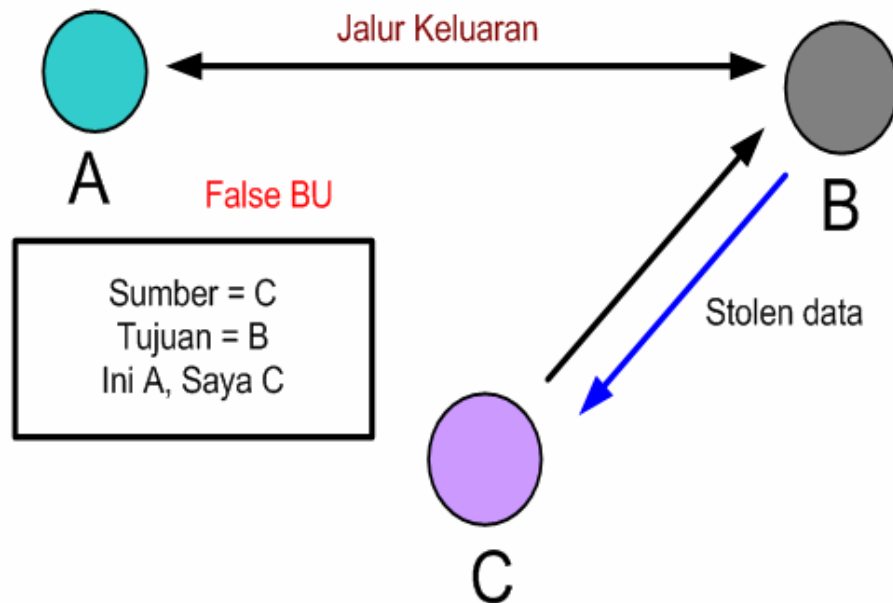 Jalur Keluaran
A
B
False BU
Sumber = C
Tujuan = B
Ini A, Saya C
Stolen data
C